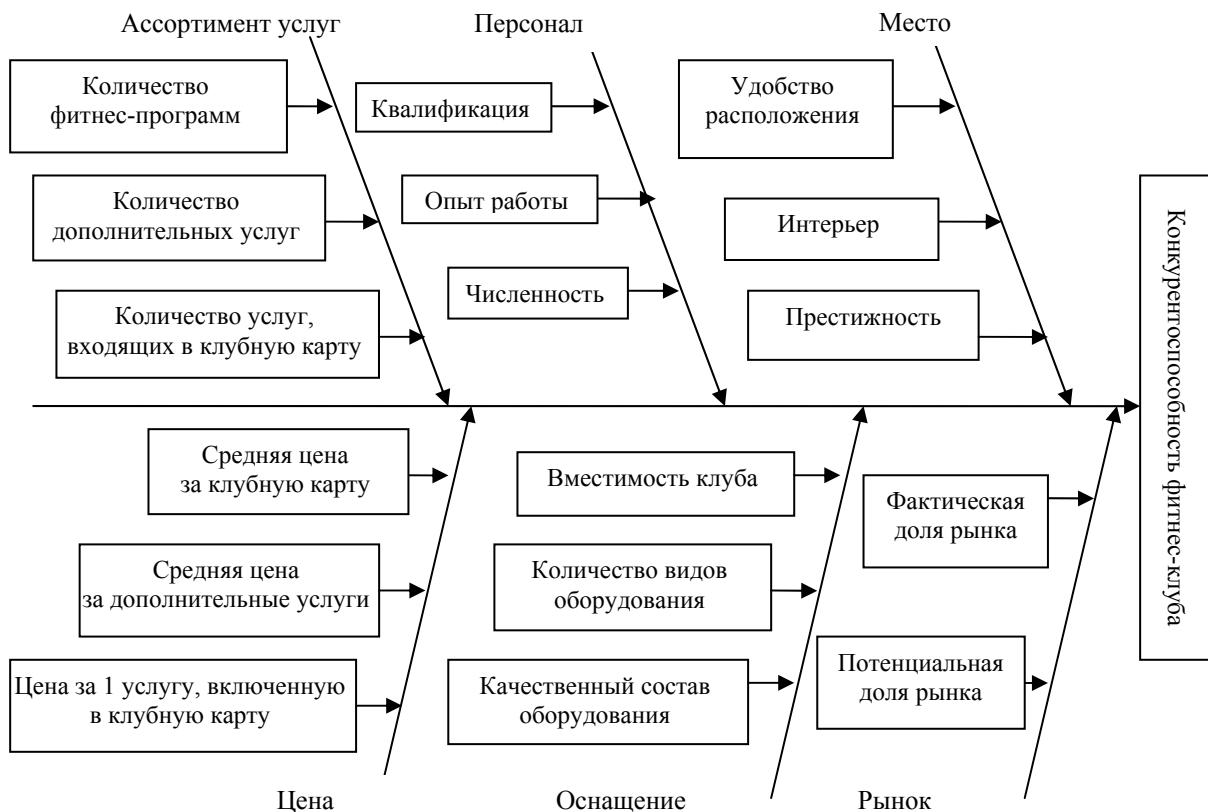 Ассортимент услуг
Персонал
Место
Количество
фитнес-программ
Квалификация
Удобство
расположения
Количество
дополнительных услуг
Опыт работы
Интерьер
Численность
Количество услуг,
входящих в клубную карту
Престижность
Конкурентоспособность фитнес-клуба
Средняя цена
за клубную карту
Вместимость клуба
Фактическая
доля рынка
Средняя цена
за дополнительные услуги
Количество видов
оборудования
Цена за 1 услугу, включенную
в клубную карту
Качественный состав
оборудования
Потенциальная
доля рынка
Цена
Оснащение
Рынок